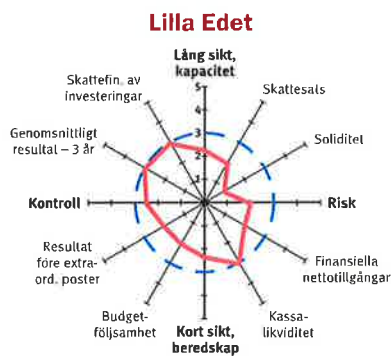 Lilla Edet
Lång sikt,
kapacitet
Skattefin. av
investeringar
Skattesats
Genomsnittligt
resultat – 3 år
Soliditet
5
4
3
2
1
Kontroll
Risk
Resultat
före extra-
ord. poster
Finansiella
nettotillgångar
Budget-
följsamhet
Kassa-
likviditet
Kort sikt,
beredskap